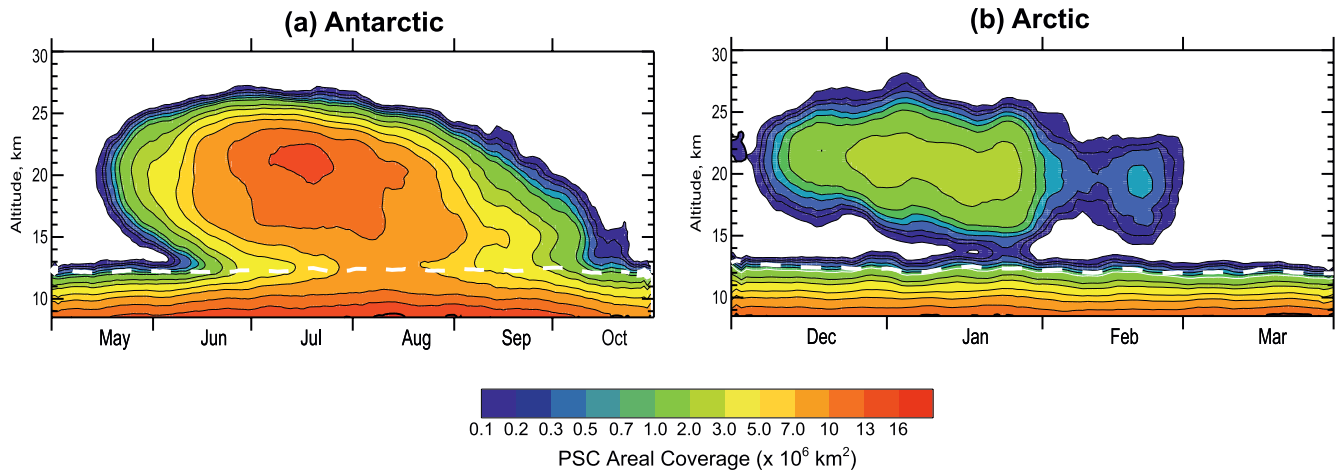 (a) Antarctic
(b) Arctic
30
25
20
15
10
Altitude, km
May Jun Jul Aug Sep Oct
30
25
20
15
10
Altitude, km
Dec Jan Feb Mar
0.1 0.2 0.3 0.5 0.7 1.0 2.0 3.0 5.0 7.0 10 13 16
PSC Areal Coverage (x 10⁶ km²)